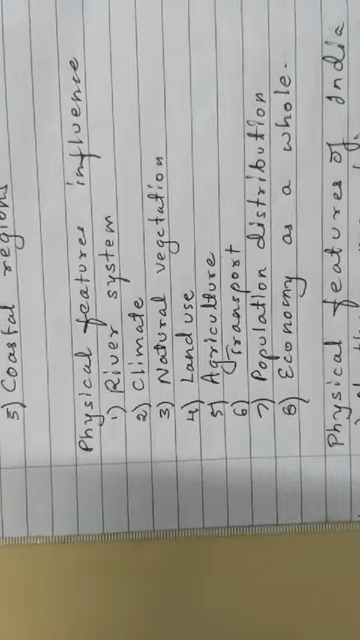 5) Coastal regions
Physical features influence
1) River system
2) Climate
3) Natural vegetation
4) Land use
5) Agriculture
6) Transport
7) Population distribution
8) Economy as a whole.
Physical features of India